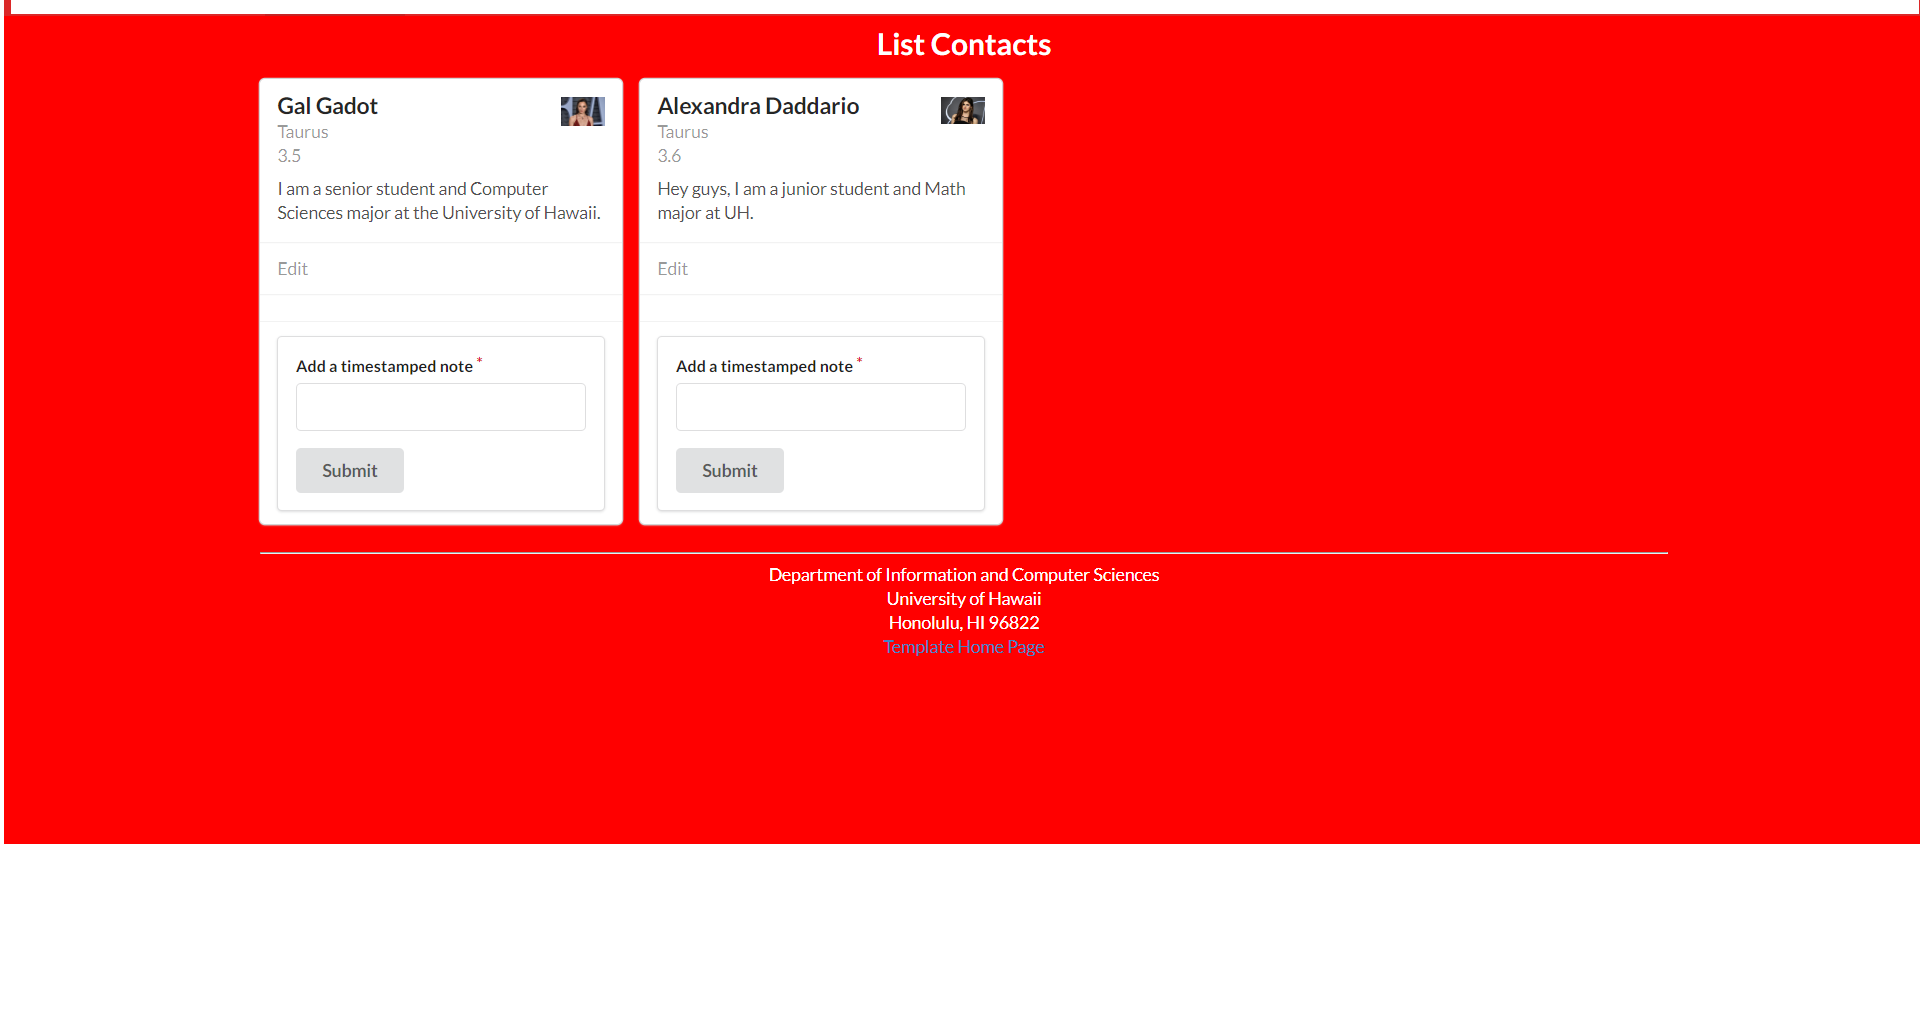 List Contacts
Gal Gadot
Taurus
3.5
I am a senior student and Computer
Sciences major at the University of Hawaii.
Edit
Add a timestamped note *
Submit
Alexandra Daddario
Taurus
3.6
Hey guys, I am a junior student and Math
major at UH.
Edit
Add a timestamped note *
Submit
Department of Information and Computer Sciences
University of Hawaii
Honolulu, HI 96822
Template Home Page